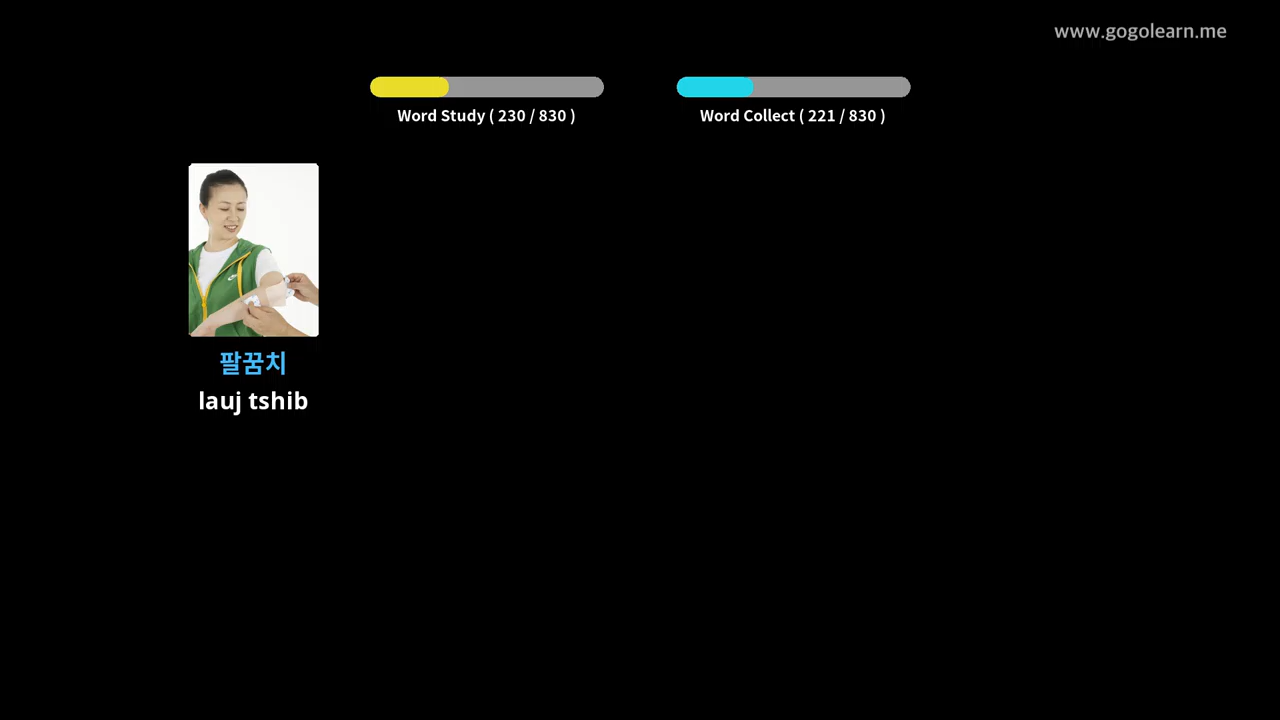 www.gogolearn.me
Word Study ( 230 / 830 )
Word Collect ( 221 / 830 )
팔꿈치
lauj tshib